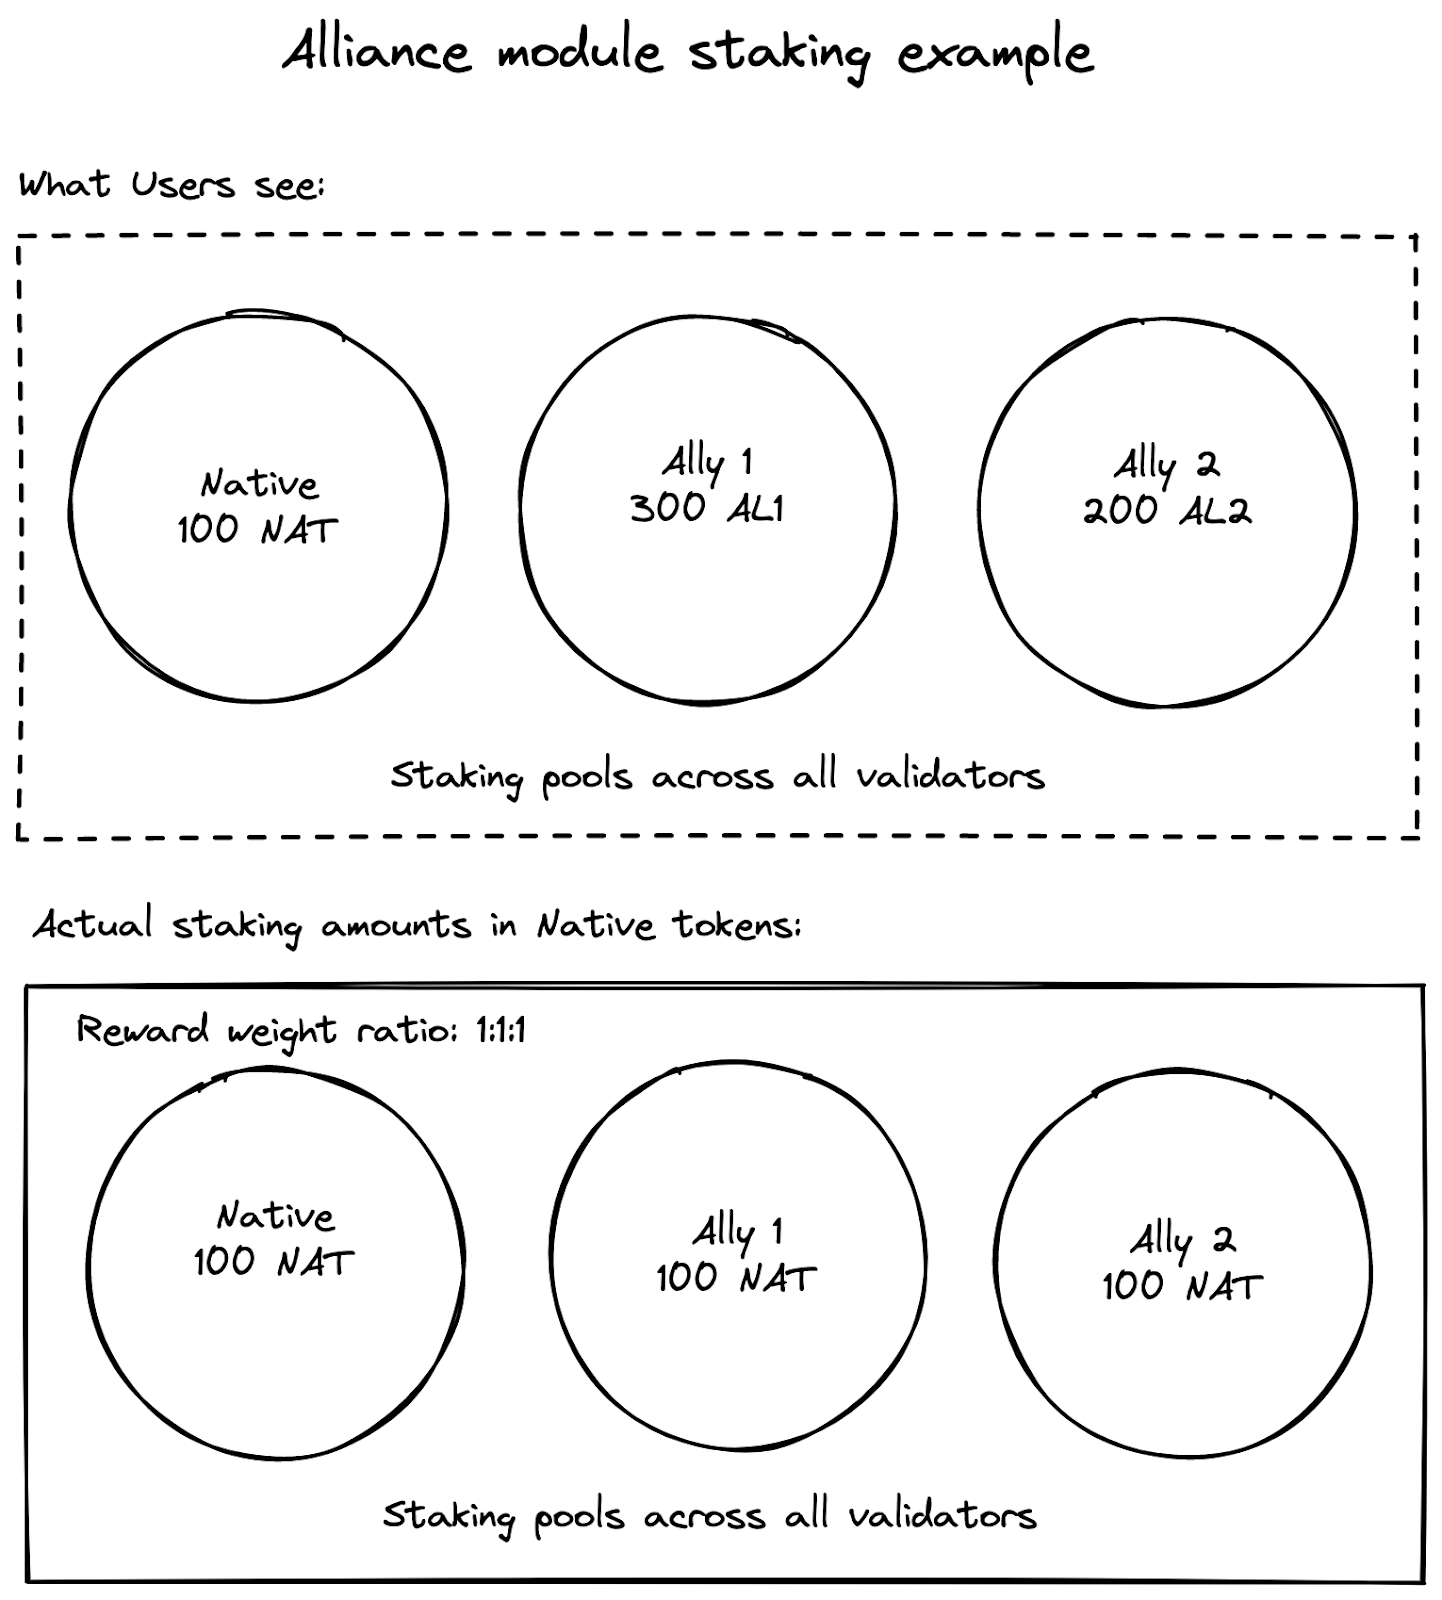 Alliance module staking example
What Users see:
Native
100 NAT
Ally 1
300 AL1
Ally 2
200 AL2
Staking pools across all validators
Actual staking amounts in Native tokens:
Reward weight ratio: 1:1:1
Native
100 NAT
Ally 1
100 NAT
Ally 2
100 NAT
Staking pools across all validators